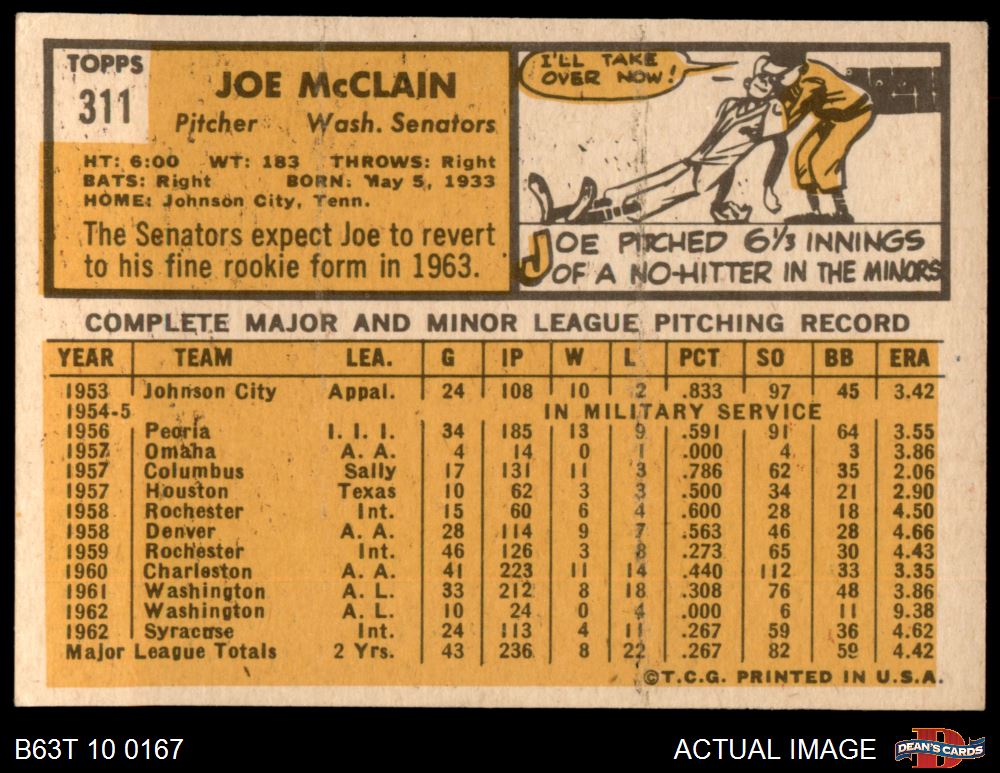 TOPPS
311
JOE McCLAIN
Pitcher Wash. Senators
HT: 6:00 WT: 183 THROWS: Right
BATS: Right BORN: May 5, 1933
HOME: Johnson City, Tenn.
The Senators expect Joe to revert
to his fine rookie form in 1963.
I'LL TAKE
OVER NOW!
JOE PITCHED 6⅓ INNINGS
OF A NO-HITTER IN THE MINORS
COMPLETE MAJOR AND MINOR LEAGUE PITCHING RECORD
YEAR TEAM LEA. G IP W L PCT SO BB ERA
1953 Johnson City Appal. 24 108 10 2 .833 97 45 3.42
1954-5 IN MILITARY SERVICE
1956 Peoria I. I. I. 34 185 13 9 .591 91 64 3.55
1957 Omaha A. A. 4 14 0 1 .000 4 3 3.86
1957 Columbus Sally 17 131 11 3 .786 62 35 2.06
1957 Houston Texas 10 62 3 3 .500 34 21 2.90
1958 Rochester Int. 15 60 6 4 .600 28 18 4.50
1958 Denver A. A. 28 114 9 7 .563 46 28 4.66
1959 Rochester Int. 46 126 3 8 .273 65 30 4.43
1960 Charleston A. A. 41 223 11 14 .440 112 33 3.35
1961 Washington A. L. 33 212 8 18 .308 76 48 3.86
1962 Washington A. L. 10 24 0 4 .000 6 11 9.38
1962 Syracuse Int. 24 113 4 11 .267 59 36 4.62
Major League Totals 2 Yrs. 43 236 8 22 .267 82 59 4.42
©T.C.G. PRINTED IN U.S.A.
B63T 10 0167
ACTUAL IMAGE
D
DEAN'S CARDS